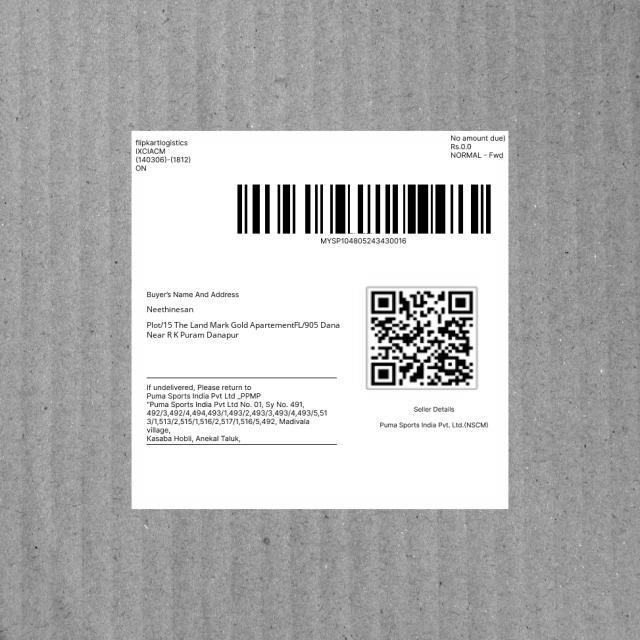 flipkartlogistics
IXCIACM
(140306)-(1812)
ON
No amount due)
Rs.0.0
NORMAL - Fwd
MYSP104805243430016
Buyer's Name And Address
Neethinesan
Plot/15 The Land Mark Gold ApartementFL/905 Dana
Near R K Puram Danapur
If undelivered, Please return to
Puma Sports India Pvt Ltd _PPMP
"Puma Sports India Pvt Ltd No. 01, Sy No. 491,
492/3,492/4,494,493/1,493/2,493/3,493/4,493/5,51
3/1,513/2,515/1,516/2,517/1,516/5,492, Madivala
village,
Kasaba Hobli, Anekal Taluk,
Seller Details
Puma Sports India Pvt. Ltd.(NSCM)